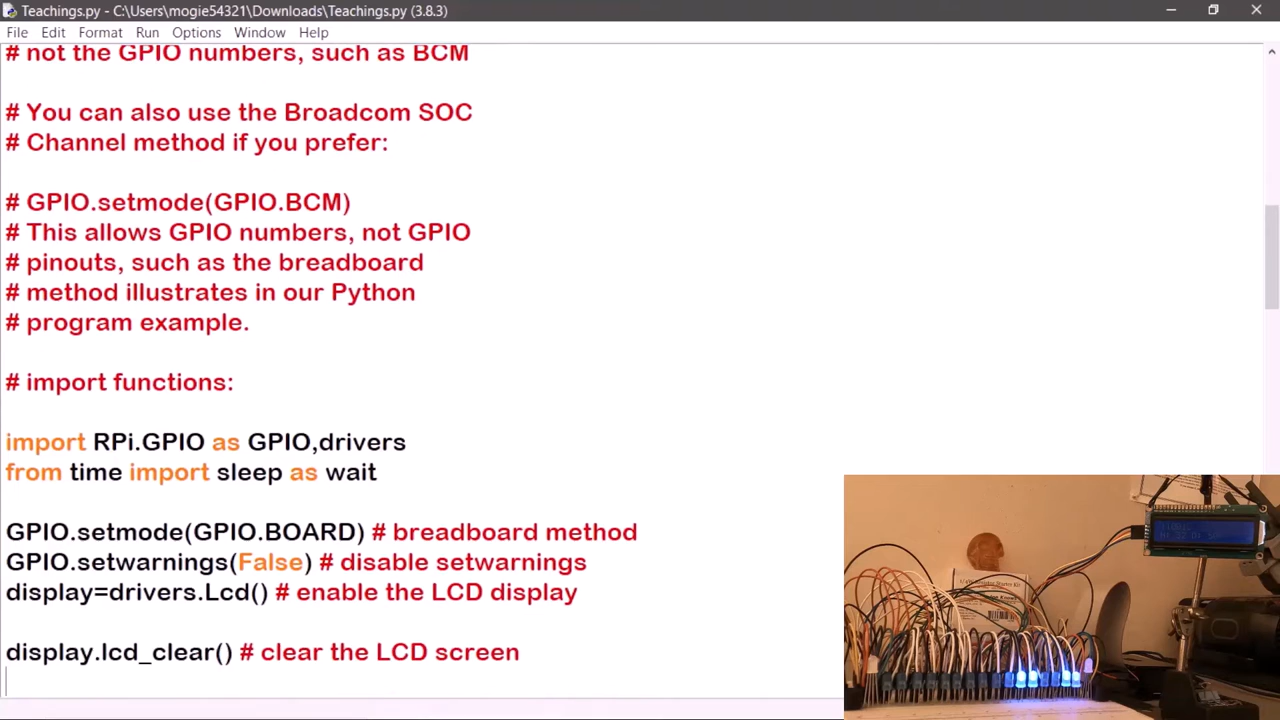 Teachings.py - C:\Users\mogie54321\Downloads\Teachings.py (3.8.3)
File Edit Format Run Options Window Help
# not the GPIO numbers, such as BCM
# You can also use the Broadcom SOC
# Channel method if you prefer:
# GPIO.setmode(GPIO.BCM)
# This allows GPIO numbers, not GPIO
# pinouts, such as the breadboard
# method illustrates in our Python
# program example.
# import functions:
import RPi.GPIO as GPIO,drivers
from time import sleep as wait
GPIO.setmode(GPIO.BOARD) # breadboard method
GPIO.setwarnings(False) # disable setwarnings
display=drivers.Lcd() # enable the LCD display
display.lcd_clear() # clear the LCD screen